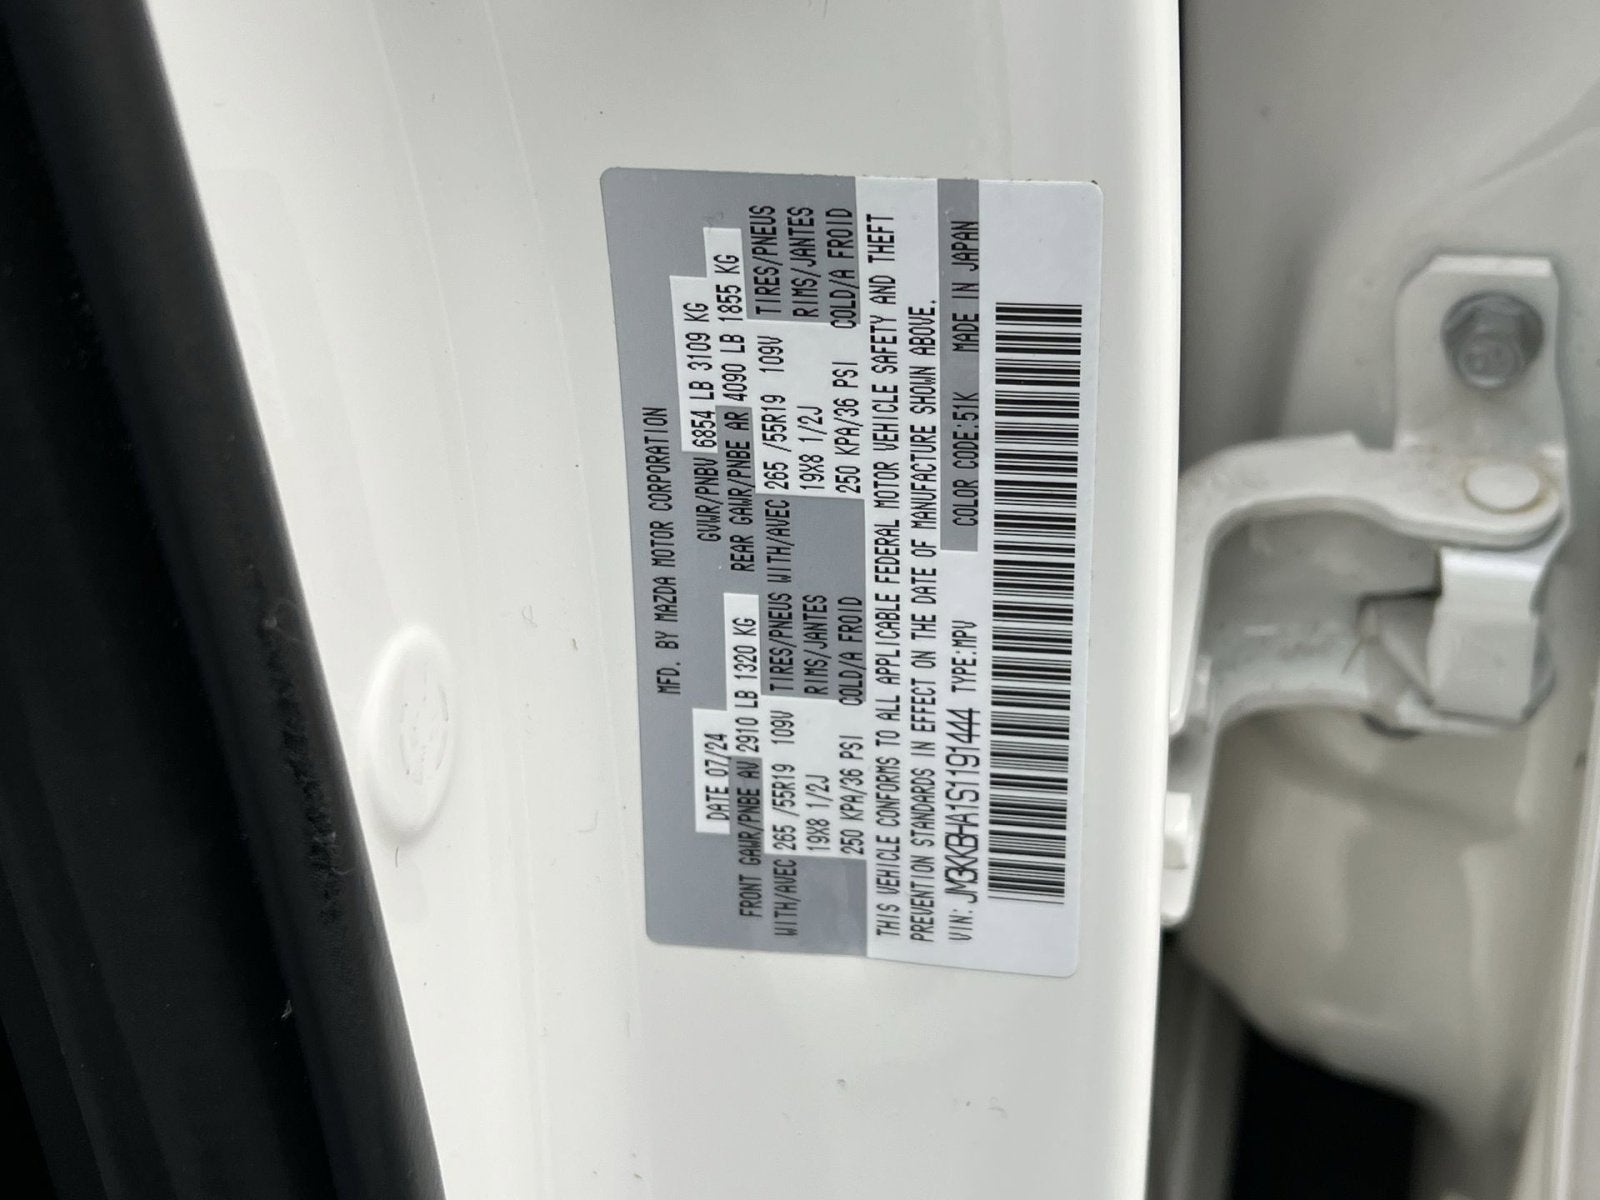 MFD. BY MAZDA MOTOR CORPORATION
DATE 07/24 GVWR/PNBV 6854 LB 3109 KG
FRONT GAWR/PNBE AV 2910 LB 1320 KG REAR GAWR/PNBE AR 4090 LB 1855 KG
WITH/AVEC 265 /55R19 109V TIRES/PNEUS WITH/AVEC 265 /55R19 109V TIRES/PNEUS
19X8 1/2J RIMS/JANTES 19X8 1/2J RIMS/JANTES
250 KPA/36 PSI COLD/A FROID 250 KPA/36 PSI COLD/A FROID
THIS VEHICLE CONFORMS TO ALL APPLICABLE FEDERAL MOTOR VEHICLE SAFETY AND THEFT
PREVENTION STANDARDS IN EFFECT ON THE DATE OF MANUFACTURE SHOWN ABOVE.
VIN: JM3KKBHA1S1191444 TYPE:MPV COLOR CODE:51K MADE IN JAPAN